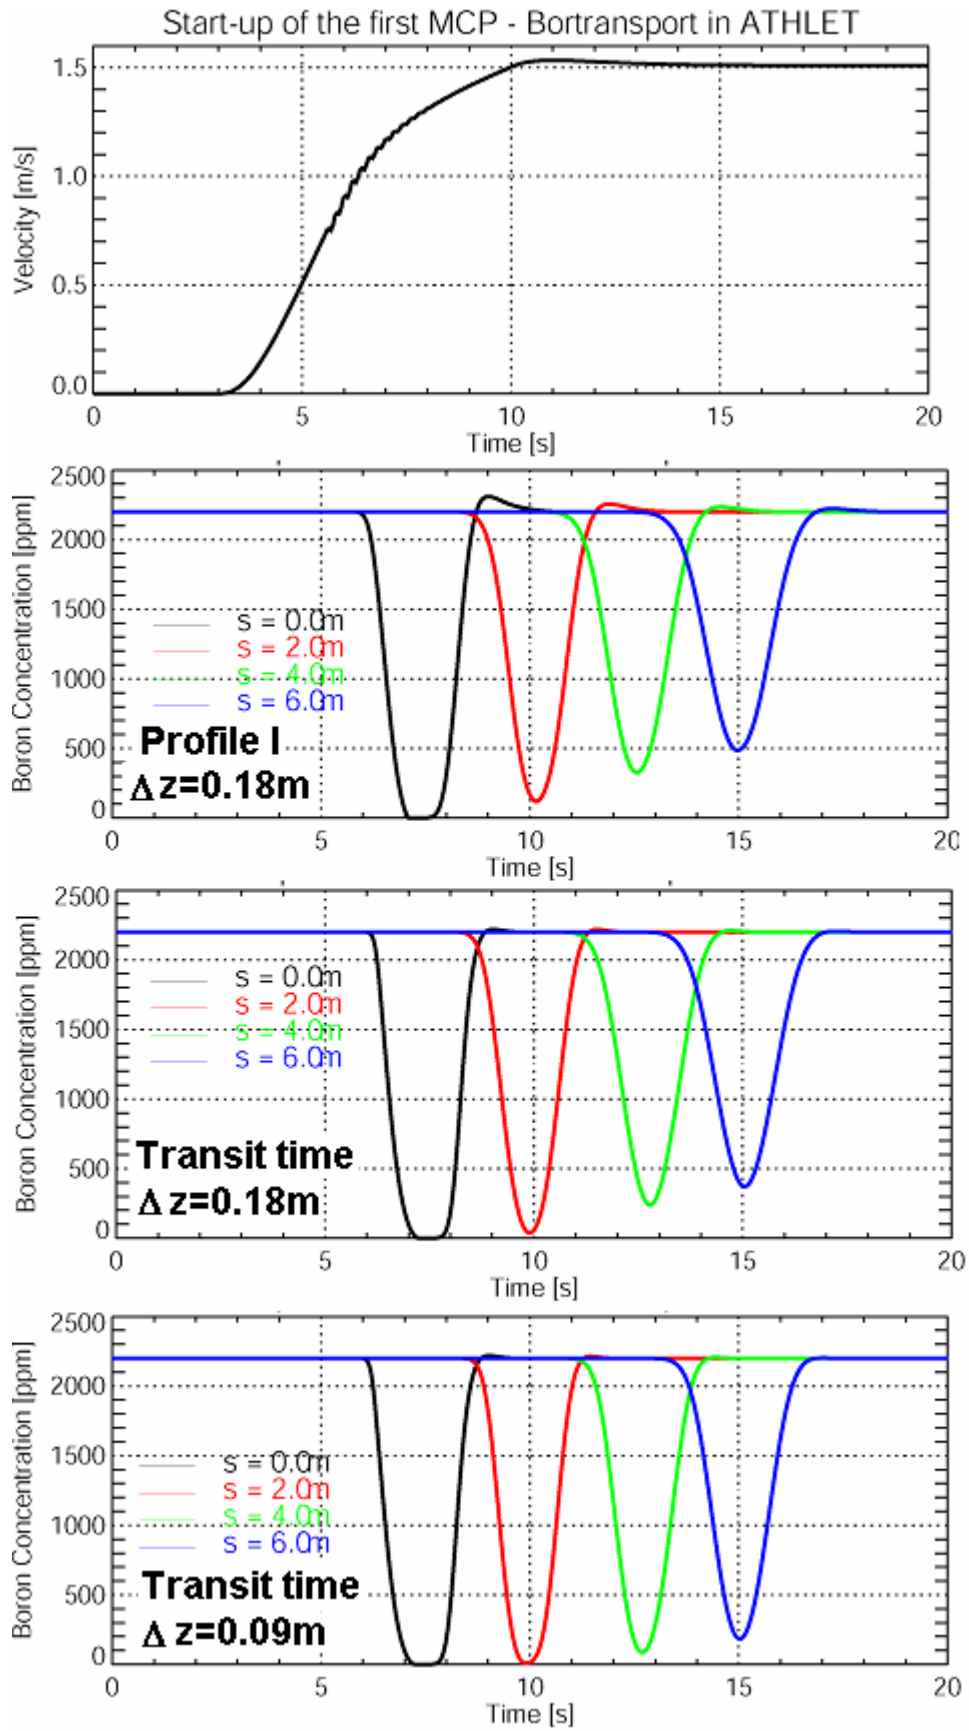 Start-up of the first MCP - Bortransport in ATHLET
1.5
1.0
0.5
0.0
Velocity [m/s]
0 5 10 15 20
Time [s]
2500
2000
1500
1000
500
0
Boron Concentration [ppm]
s = 0.0m
s = 2.0m
s = 4.0m
s = 6.0m
Profile I
Δ z=0.18m
0 5 10 15 20
Time [s]
2500
2000
1500
1000
500
0
Boron Concentration [ppm]
s = 0.0m
s = 2.0m
s = 4.0m
s = 6.0m
Transit time
Δ z=0.18m
0 5 10 15 20
Time [s]
2500
2000
1500
1000
500
0
Boron Concentration [ppm]
s = 0.0m
s = 2.0m
s = 4.0m
s = 6.0m
Transit time
Δ z=0.09m
0 5 10 15 20
Time [s]